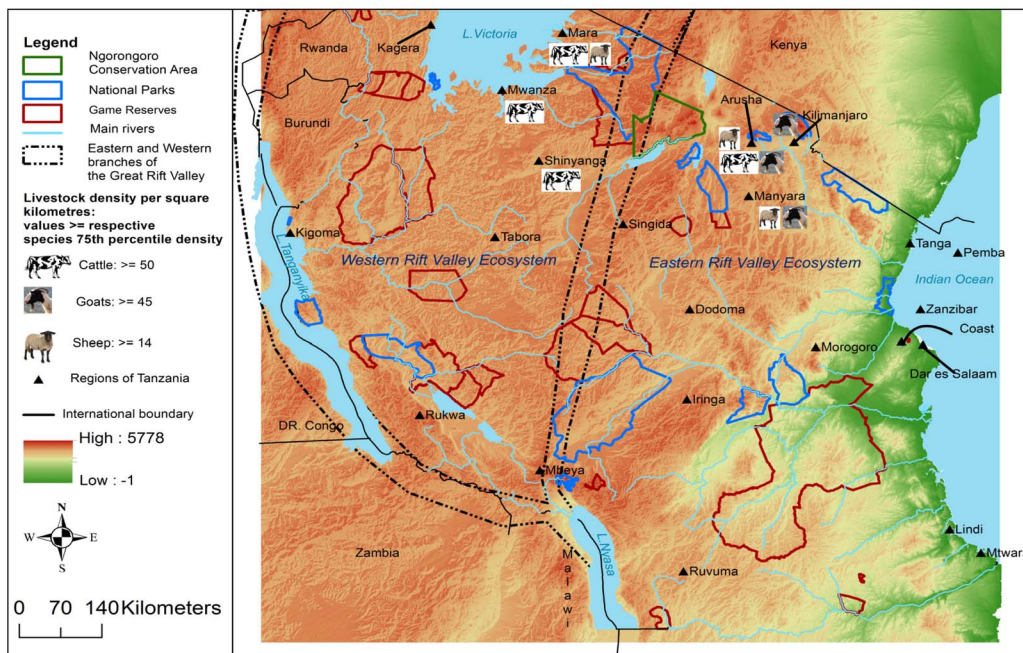 Legend
Ngorongoro
Conservation Area
National Parks
Game Reserves
Main rivers
Eastern and Western
branches of
the Great Rift Valley
Livestock density per square
kilometres:
values >= respective
species 75th percentile density
Cattle: >= 50
Goats: >= 45
Sheep: >= 14
Regions of Tanzania
International boundary
High : 5778
Low : -1
N
W
E
S
0 70 140Kilometers
Rwanda
Kagera
L.Victoria
Mara
Kenya
Mwanza
Burundi
Arusha
Kilimanjaro
Shinyanga
Manyara
Kigoma
Tabora
Singida
Tanga
Pemba
Tanganyika
Western Rift Valley Ecosystem
Eastern Rift Valley Ecosystem
Indian Ocean
Dodoma
Zanzibar
Coast
Morogoro
Dar es Salaam
Iringa
Rukwa
DR. Congo
Mbeya
Zambia
Malawi
L.Nyasa
Ruvuma
Lindi
Mtwar